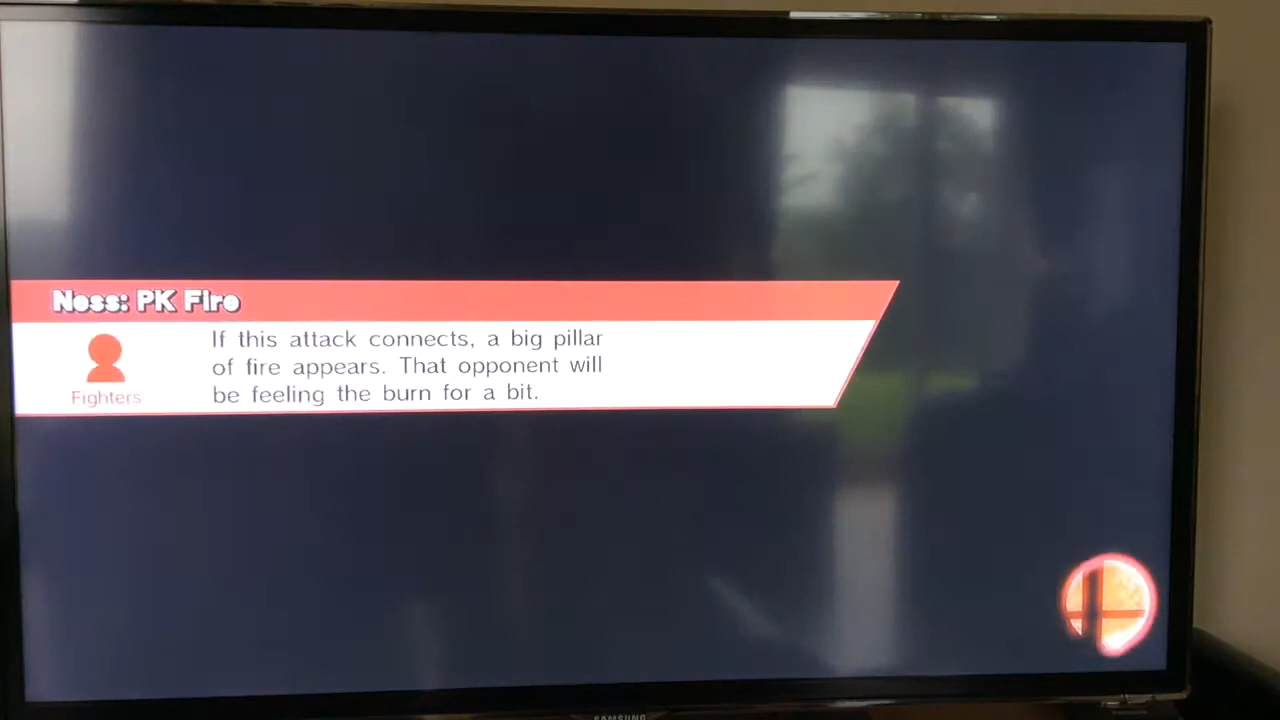 Ness: PK Fire
If this attack connects, a big pillar
of fire appears. That opponent will
be feeling the burn for a bit.
Fighters
SAMSUNG